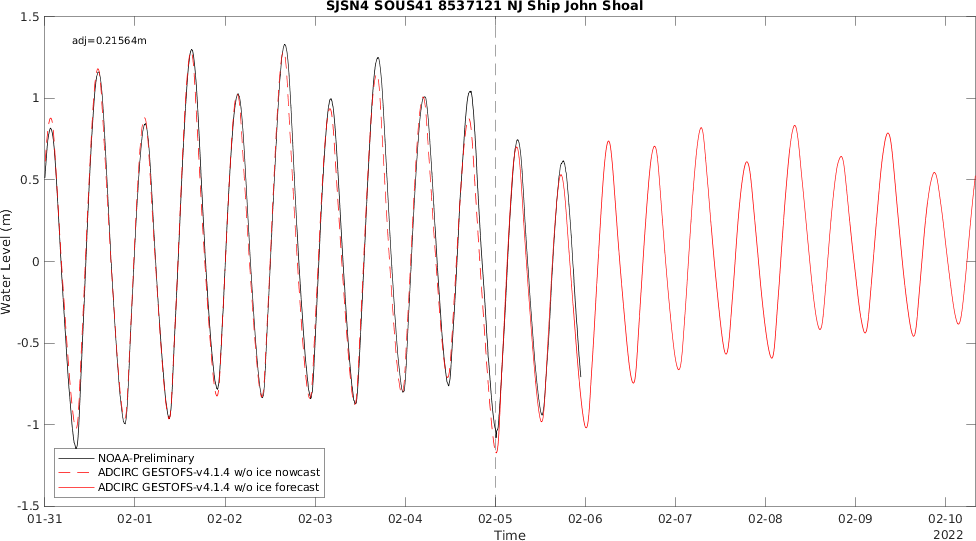 SJSN4 SOUS41 8537121 NJ Ship John Shoal
adj=0.21564m
1.5
1
0.5
0
-0.5
-1
-1.5
Water Level (m)
NOAA-Preliminary
ADCIRC GESTOFS-v4.1.4 w/o ice nowcast
ADCIRC GESTOFS-v4.1.4 w/o ice forecast
01-31 02-01 02-02 02-03 02-04 02-05 02-06 02-07 02-08 02-09 02-10
2022
Time